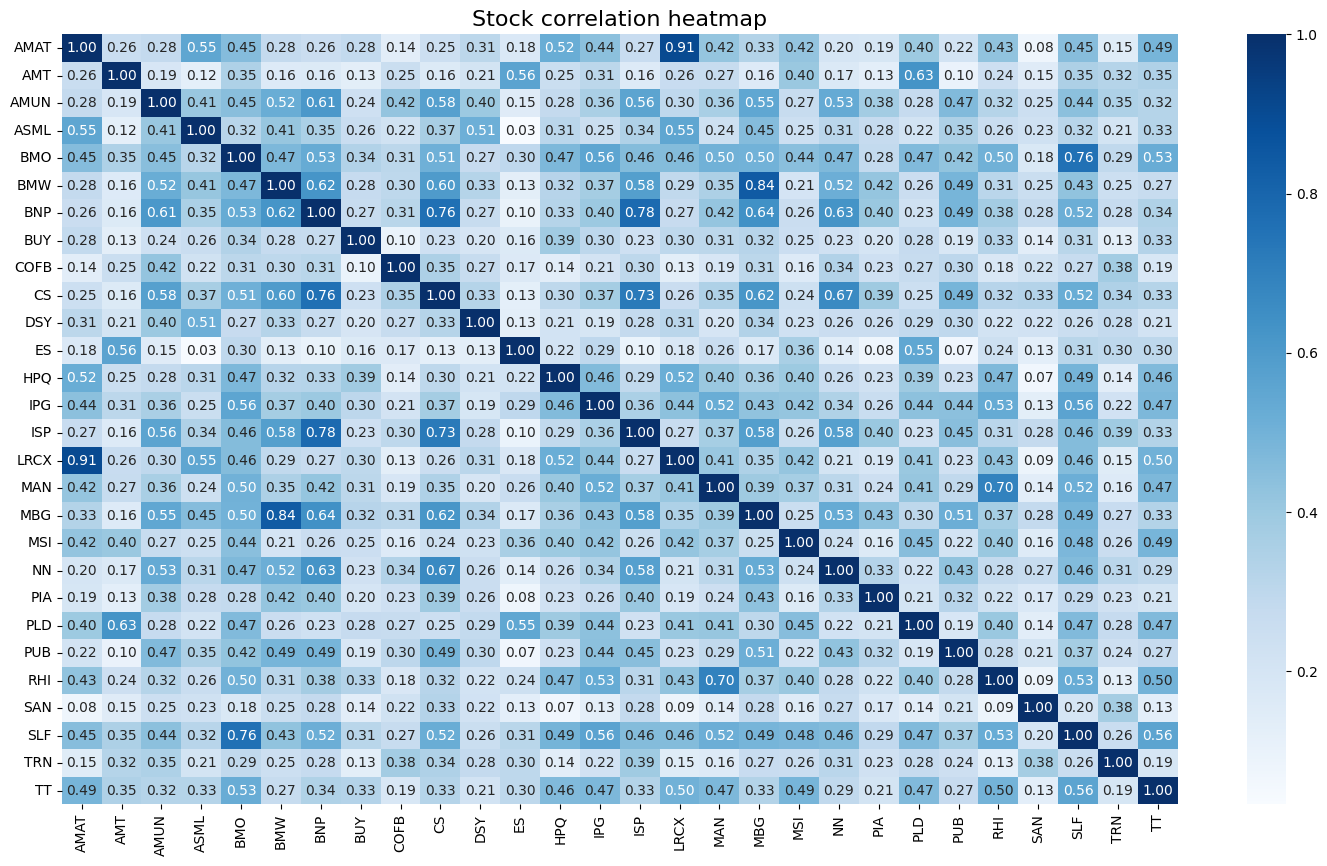 Stock correlation heatmap
AMAT 1.00 0.26 0.28 0.55 0.45 0.28 0.26 0.28 0.14 0.25 0.31 0.18 0.52 0.44 0.27 0.91 0.42 0.33 0.42 0.20 0.19 0.40 0.22 0.43 0.08 0.45 0.15 0.49
AMT 0.26 1.00 0.19 0.12 0.35 0.16 0.16 0.13 0.25 0.16 0.21 0.56 0.25 0.31 0.16 0.26 0.27 0.16 0.40 0.17 0.13 0.63 0.10 0.24 0.15 0.35 0.32 0.35
AMUN 0.28 0.19 1.00 0.41 0.45 0.52 0.61 0.24 0.42 0.58 0.40 0.15 0.28 0.36 0.56 0.30 0.36 0.55 0.27 0.53 0.38 0.28 0.47 0.32 0.25 0.44 0.35 0.32
ASML 0.55 0.12 0.41 1.00 0.32 0.41 0.35 0.26 0.22 0.37 0.51 0.03 0.31 0.25 0.34 0.55 0.24 0.45 0.25 0.31 0.28 0.22 0.35 0.26 0.23 0.32 0.21 0.33
BMO 0.45 0.35 0.45 0.32 1.00 0.47 0.53 0.34 0.31 0.51 0.27 0.30 0.47 0.56 0.46 0.46 0.50 0.50 0.44 0.47 0.28 0.47 0.42 0.50 0.18 0.76 0.29 0.53
BMW 0.28 0.16 0.52 0.41 0.47 1.00 0.62 0.28 0.30 0.60 0.33 0.13 0.32 0.37 0.58 0.29 0.35 0.84 0.21 0.52 0.42 0.26 0.49 0.31 0.25 0.43 0.25 0.27
BNP 0.26 0.16 0.61 0.35 0.53 0.62 1.00 0.27 0.31 0.76 0.27 0.10 0.33 0.40 0.78 0.27 0.42 0.64 0.26 0.63 0.40 0.23 0.49 0.38 0.28 0.52 0.28 0.34
BUY 0.28 0.13 0.24 0.26 0.34 0.28 0.27 1.00 0.10 0.23 0.20 0.16 0.39 0.30 0.23 0.30 0.31 0.32 0.25 0.23 0.20 0.28 0.19 0.33 0.14 0.31 0.13 0.33
COFB 0.14 0.25 0.42 0.22 0.31 0.30 0.31 0.10 1.00 0.35 0.27 0.17 0.14 0.21 0.30 0.13 0.19 0.31 0.16 0.34 0.23 0.27 0.30 0.18 0.22 0.27 0.38 0.19
CS 0.25 0.16 0.58 0.37 0.51 0.60 0.76 0.23 0.35 1.00 0.33 0.13 0.30 0.37 0.73 0.26 0.35 0.62 0.24 0.67 0.39 0.25 0.49 0.32 0.33 0.52 0.34 0.33
DSY 0.31 0.21 0.40 0.51 0.27 0.33 0.27 0.20 0.27 0.33 1.00 0.13 0.21 0.19 0.28 0.31 0.20 0.34 0.23 0.26 0.26 0.29 0.30 0.22 0.22 0.26 0.28 0.21
ES 0.18 0.56 0.15 0.03 0.30 0.13 0.10 0.16 0.17 0.13 0.13 1.00 0.22 0.29 0.10 0.18 0.26 0.17 0.36 0.14 0.08 0.55 0.07 0.24 0.13 0.31 0.30 0.30
HPQ 0.52 0.25 0.28 0.31 0.47 0.32 0.33 0.39 0.14 0.30 0.21 0.22 1.00 0.46 0.29 0.52 0.40 0.36 0.40 0.26 0.23 0.39 0.23 0.47 0.07 0.49 0.14 0.46
IPG 0.44 0.31 0.36 0.25 0.56 0.37 0.40 0.30 0.21 0.37 0.19 0.29 0.46 1.00 0.36 0.44 0.52 0.43 0.42 0.34 0.26 0.44 0.44 0.53 0.13 0.56 0.22 0.47
ISP 0.27 0.16 0.56 0.34 0.46 0.58 0.78 0.23 0.30 0.73 0.28 0.10 0.29 0.36 1.00 0.27 0.37 0.58 0.26 0.58 0.40 0.23 0.45 0.31 0.28 0.46 0.39 0.33
LRCX 0.91 0.26 0.30 0.55 0.46 0.29 0.27 0.30 0.13 0.26 0.31 0.18 0.52 0.44 0.27 1.00 0.41 0.35 0.42 0.21 0.19 0.41 0.23 0.43 0.09 0.46 0.15 0.50
MAN 0.42 0.27 0.36 0.24 0.50 0.35 0.42 0.31 0.19 0.35 0.20 0.26 0.40 0.52 0.37 0.41 1.00 0.39 0.37 0.31 0.24 0.41 0.29 0.70 0.14 0.52 0.16 0.47
MBG 0.33 0.16 0.55 0.45 0.50 0.84 0.64 0.32 0.31 0.62 0.34 0.17 0.36 0.43 0.58 0.35 0.39 1.00 0.25 0.53 0.43 0.30 0.51 0.37 0.28 0.49 0.27 0.33
MSI 0.42 0.40 0.27 0.25 0.44 0.21 0.26 0.25 0.16 0.24 0.23 0.36 0.40 0.42 0.26 0.42 0.37 0.25 1.00 0.24 0.16 0.45 0.22 0.40 0.16 0.48 0.26 0.49
NN 0.20 0.17 0.53 0.31 0.47 0.52 0.63 0.23 0.34 0.67 0.26 0.14 0.26 0.34 0.58 0.21 0.31 0.53 0.24 1.00 0.33 0.22 0.43 0.28 0.27 0.46 0.31 0.29
PIA 0.19 0.13 0.38 0.28 0.28 0.42 0.40 0.20 0.23 0.39 0.26 0.08 0.23 0.26 0.40 0.19 0.24 0.43 0.16 0.33 1.00 0.21 0.32 0.22 0.17 0.29 0.23 0.21
PLD 0.40 0.63 0.28 0.22 0.47 0.26 0.23 0.28 0.27 0.25 0.29 0.55 0.39 0.44 0.23 0.41 0.41 0.30 0.45 0.22 0.21 1.00 0.19 0.40 0.14 0.47 0.28 0.47
PUB 0.22 0.10 0.47 0.35 0.42 0.49 0.49 0.19 0.30 0.49 0.30 0.07 0.23 0.44 0.45 0.23 0.29 0.51 0.22 0.43 0.32 0.19 1.00 0.28 0.21 0.37 0.24 0.27
RHI 0.43 0.24 0.32 0.26 0.50 0.31 0.38 0.33 0.18 0.32 0.22 0.24 0.47 0.53 0.31 0.43 0.70 0.37 0.40 0.28 0.22 0.40 0.28 1.00 0.09 0.53 0.13 0.50
SAN 0.08 0.15 0.25 0.23 0.18 0.25 0.28 0.14 0.22 0.33 0.22 0.13 0.07 0.13 0.28 0.09 0.14 0.28 0.16 0.27 0.17 0.14 0.21 0.09 1.00 0.20 0.38 0.13
SLF 0.45 0.35 0.44 0.32 0.76 0.43 0.52 0.31 0.27 0.52 0.26 0.31 0.49 0.56 0.46 0.46 0.52 0.49 0.48 0.46 0.29 0.47 0.37 0.53 0.20 1.00 0.26 0.56
TRN 0.15 0.32 0.35 0.21 0.29 0.25 0.28 0.13 0.38 0.34 0.28 0.30 0.14 0.22 0.39 0.15 0.16 0.27 0.26 0.31 0.23 0.28 0.24 0.13 0.38 0.26 1.00 0.19
TT 0.49 0.35 0.32 0.33 0.53 0.27 0.34 0.33 0.19 0.33 0.21 0.30 0.46 0.47 0.33 0.50 0.47 0.33 0.49 0.29 0.21 0.47 0.27 0.50 0.13 0.56 0.19 1.00
AMAT AMT AMUN ASML BMO BMW BNP BUY COFB CS DSY ES HPQ IPG ISP LRCX MAN MBG MSI NN PIA PLD PUB RHI SAN SLF TRN TT
1.0
0.8
0.6
0.4
0.2